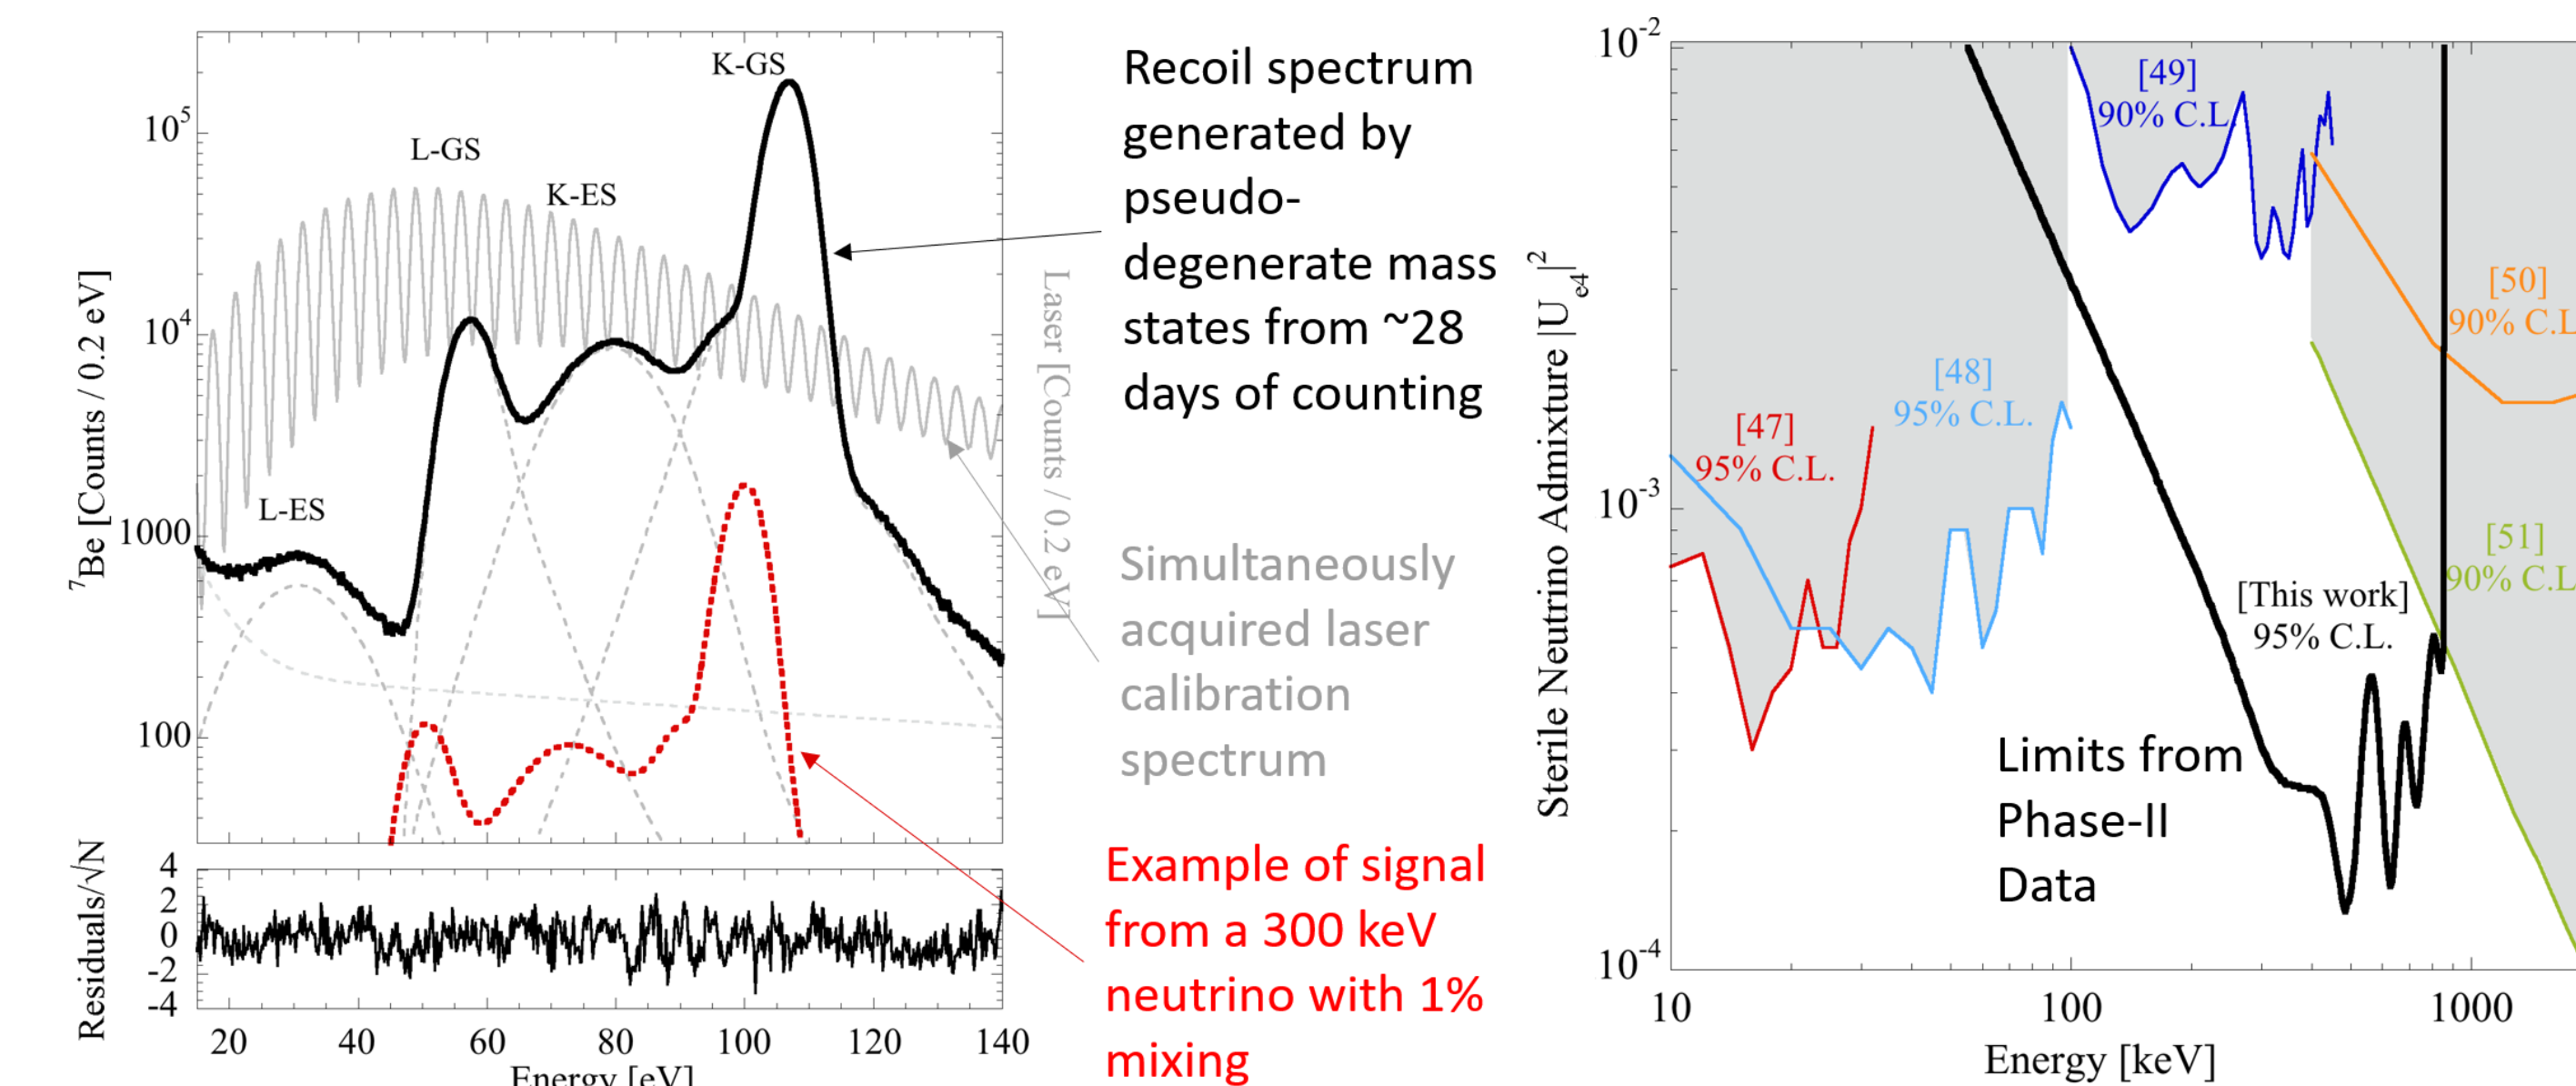 K-GS
L-GS
K-ES
L-ES
10⁵
10⁴
1000
100
⁷Be [Counts / 0.2 eV]
Laser [Counts / 0.2 eV]
4
2
0
-2
-4
Residuals/√N
20 40 60 80 100 120 140
Energy [eV]
Recoil spectrum
generated by
pseudo-
degenerate mass
states from ~28
days of counting
Simultaneously
acquired laser
calibration
spectrum
Example of signal
from a 300 keV
neutrino with 1%
mixing
10⁻²
10⁻³
10⁻⁴
Sterile Neutrino Admixture |U_e4|²
[49]
90% C.L.
[50]
90% C.L
[48]
95% C.L.
[47]
95% C.L.
[51]
90% C.L
[This work]
95% C.L.
Limits from
Phase-II
Data
10 100 1000
Energy [keV]